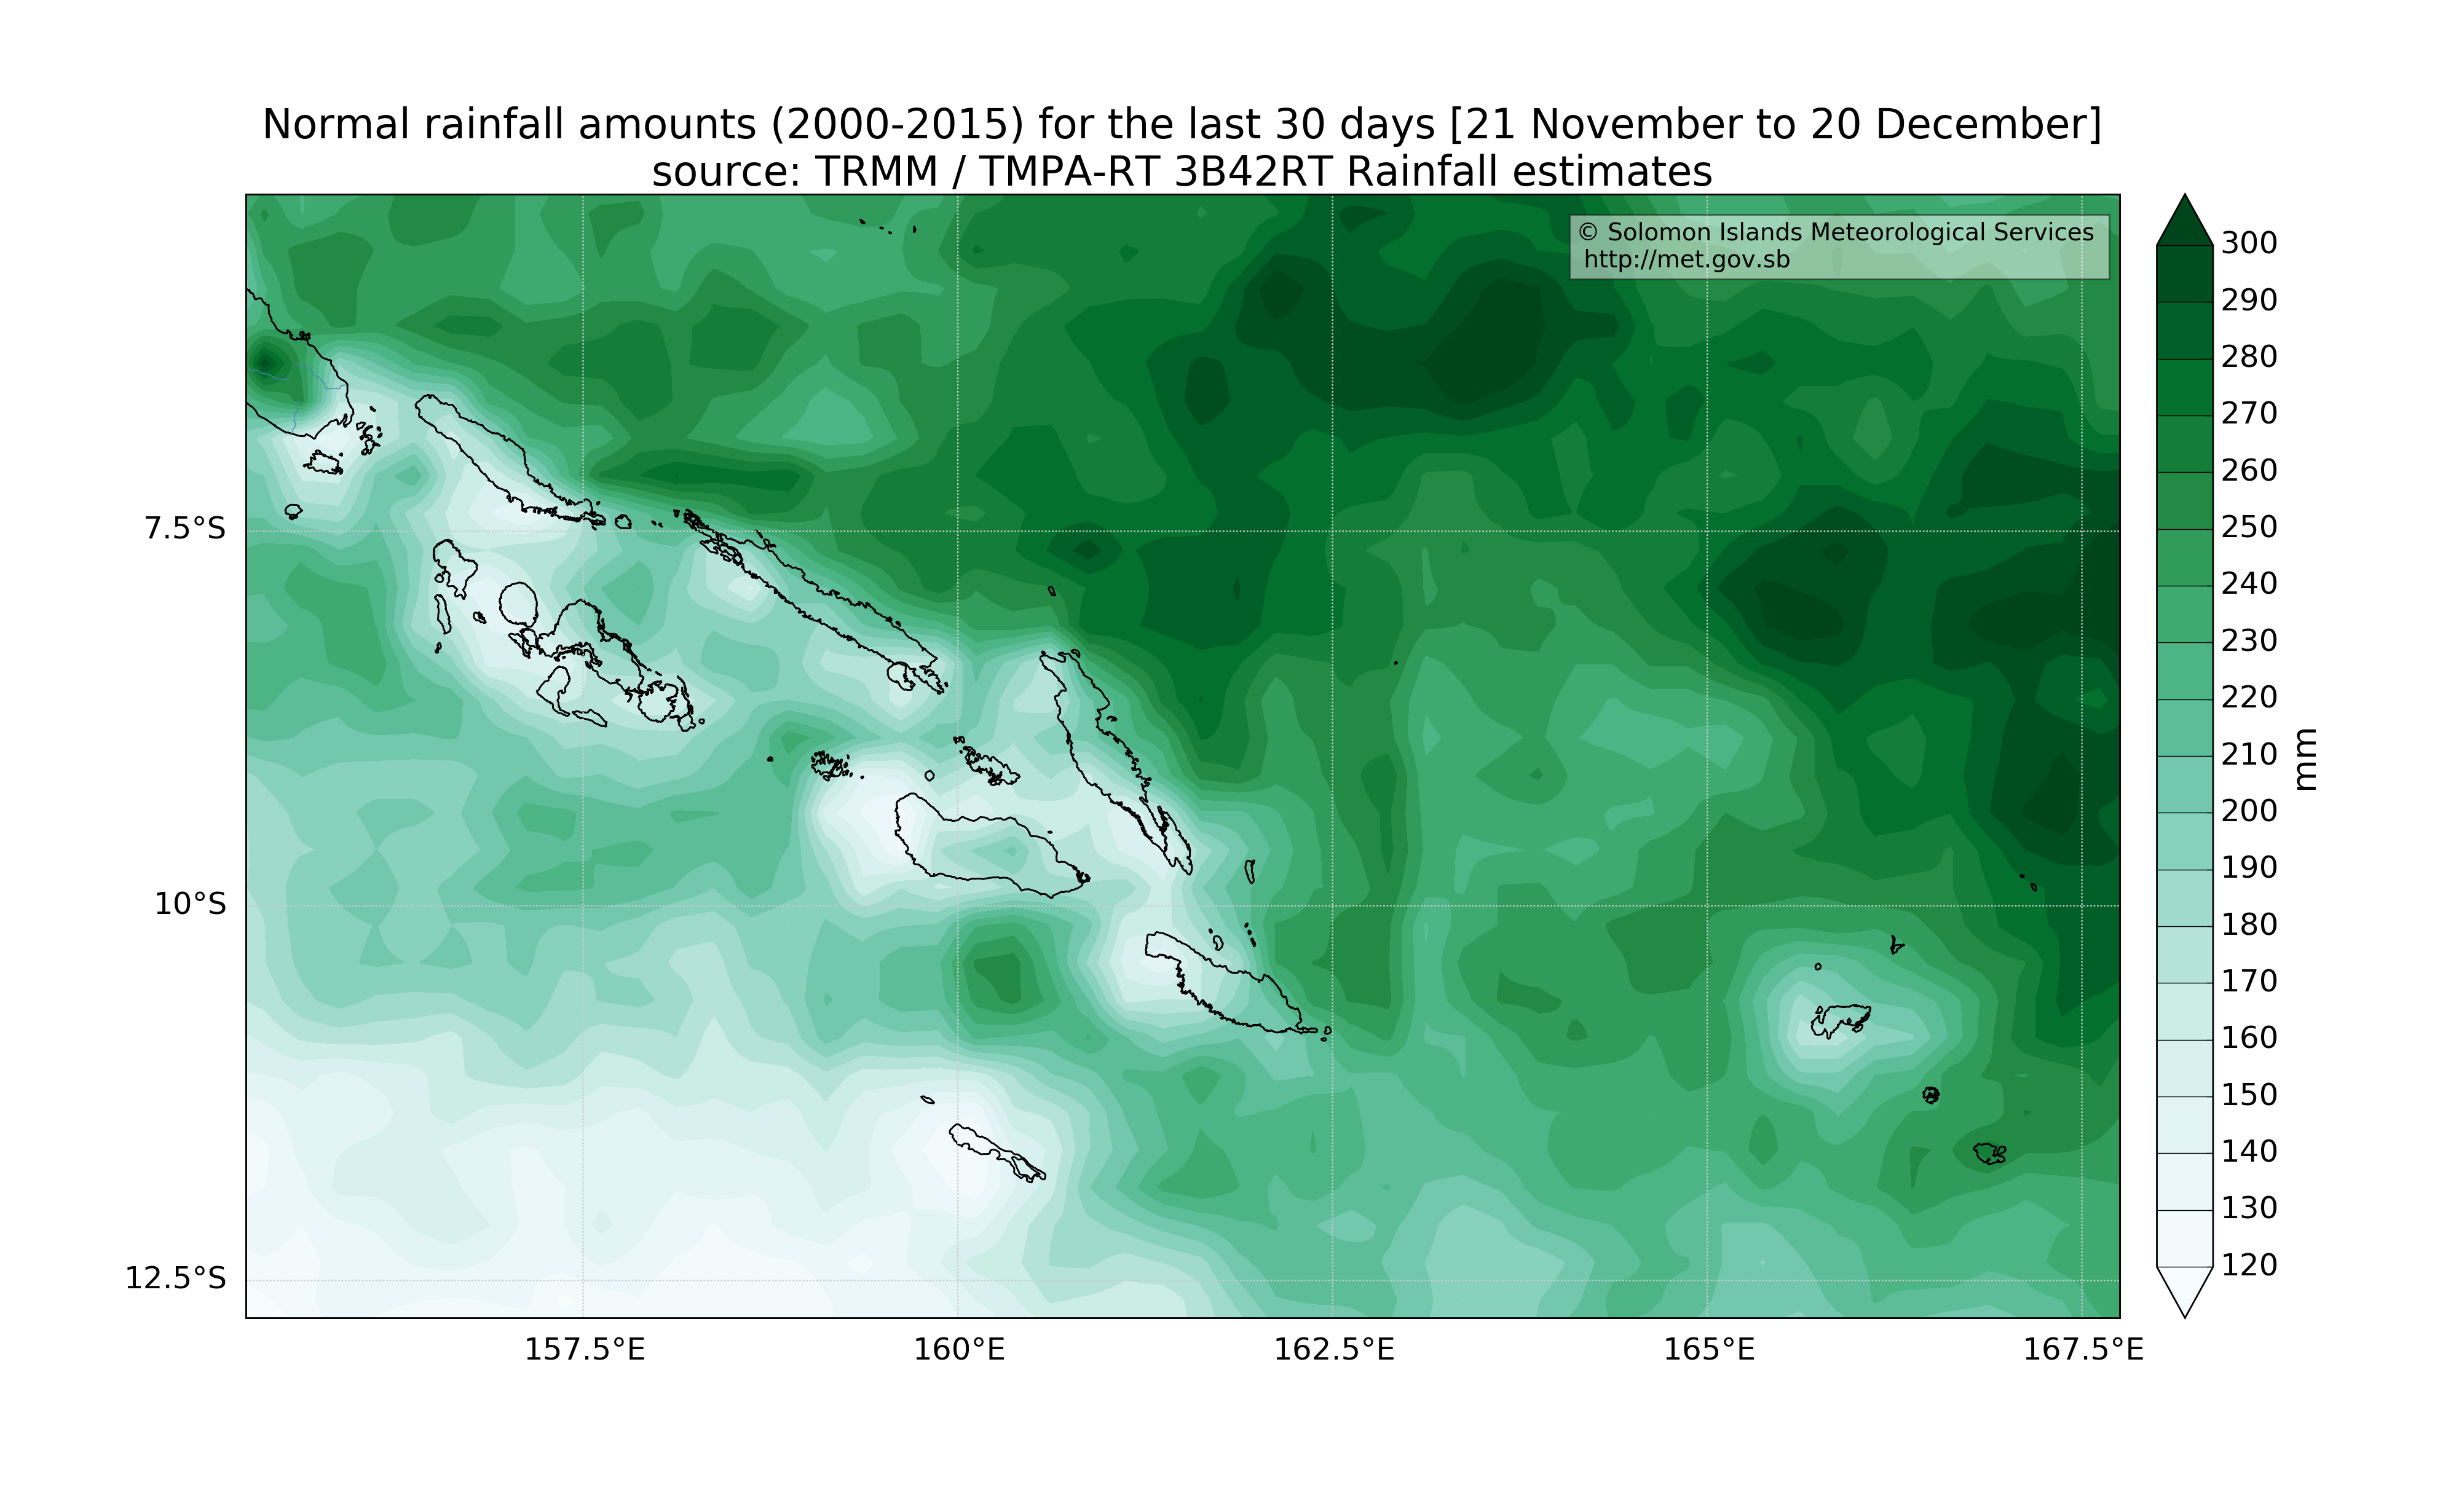 Normal rainfall amounts (2000-2015) for the last 30 days [21 November to 20 December]
source: TRMM / TMPA-RT 3B42RT Rainfall estimates
© Solomon Islands Meteorological Services
http://met.gov.sb
7.5°S
10°S
12.5°S
157.5°E
160°E
162.5°E
165°E
167.5°E
300
290
280
270
260
250
240
230
220
210
200
190
180
170
160
150
140
130
120
mm